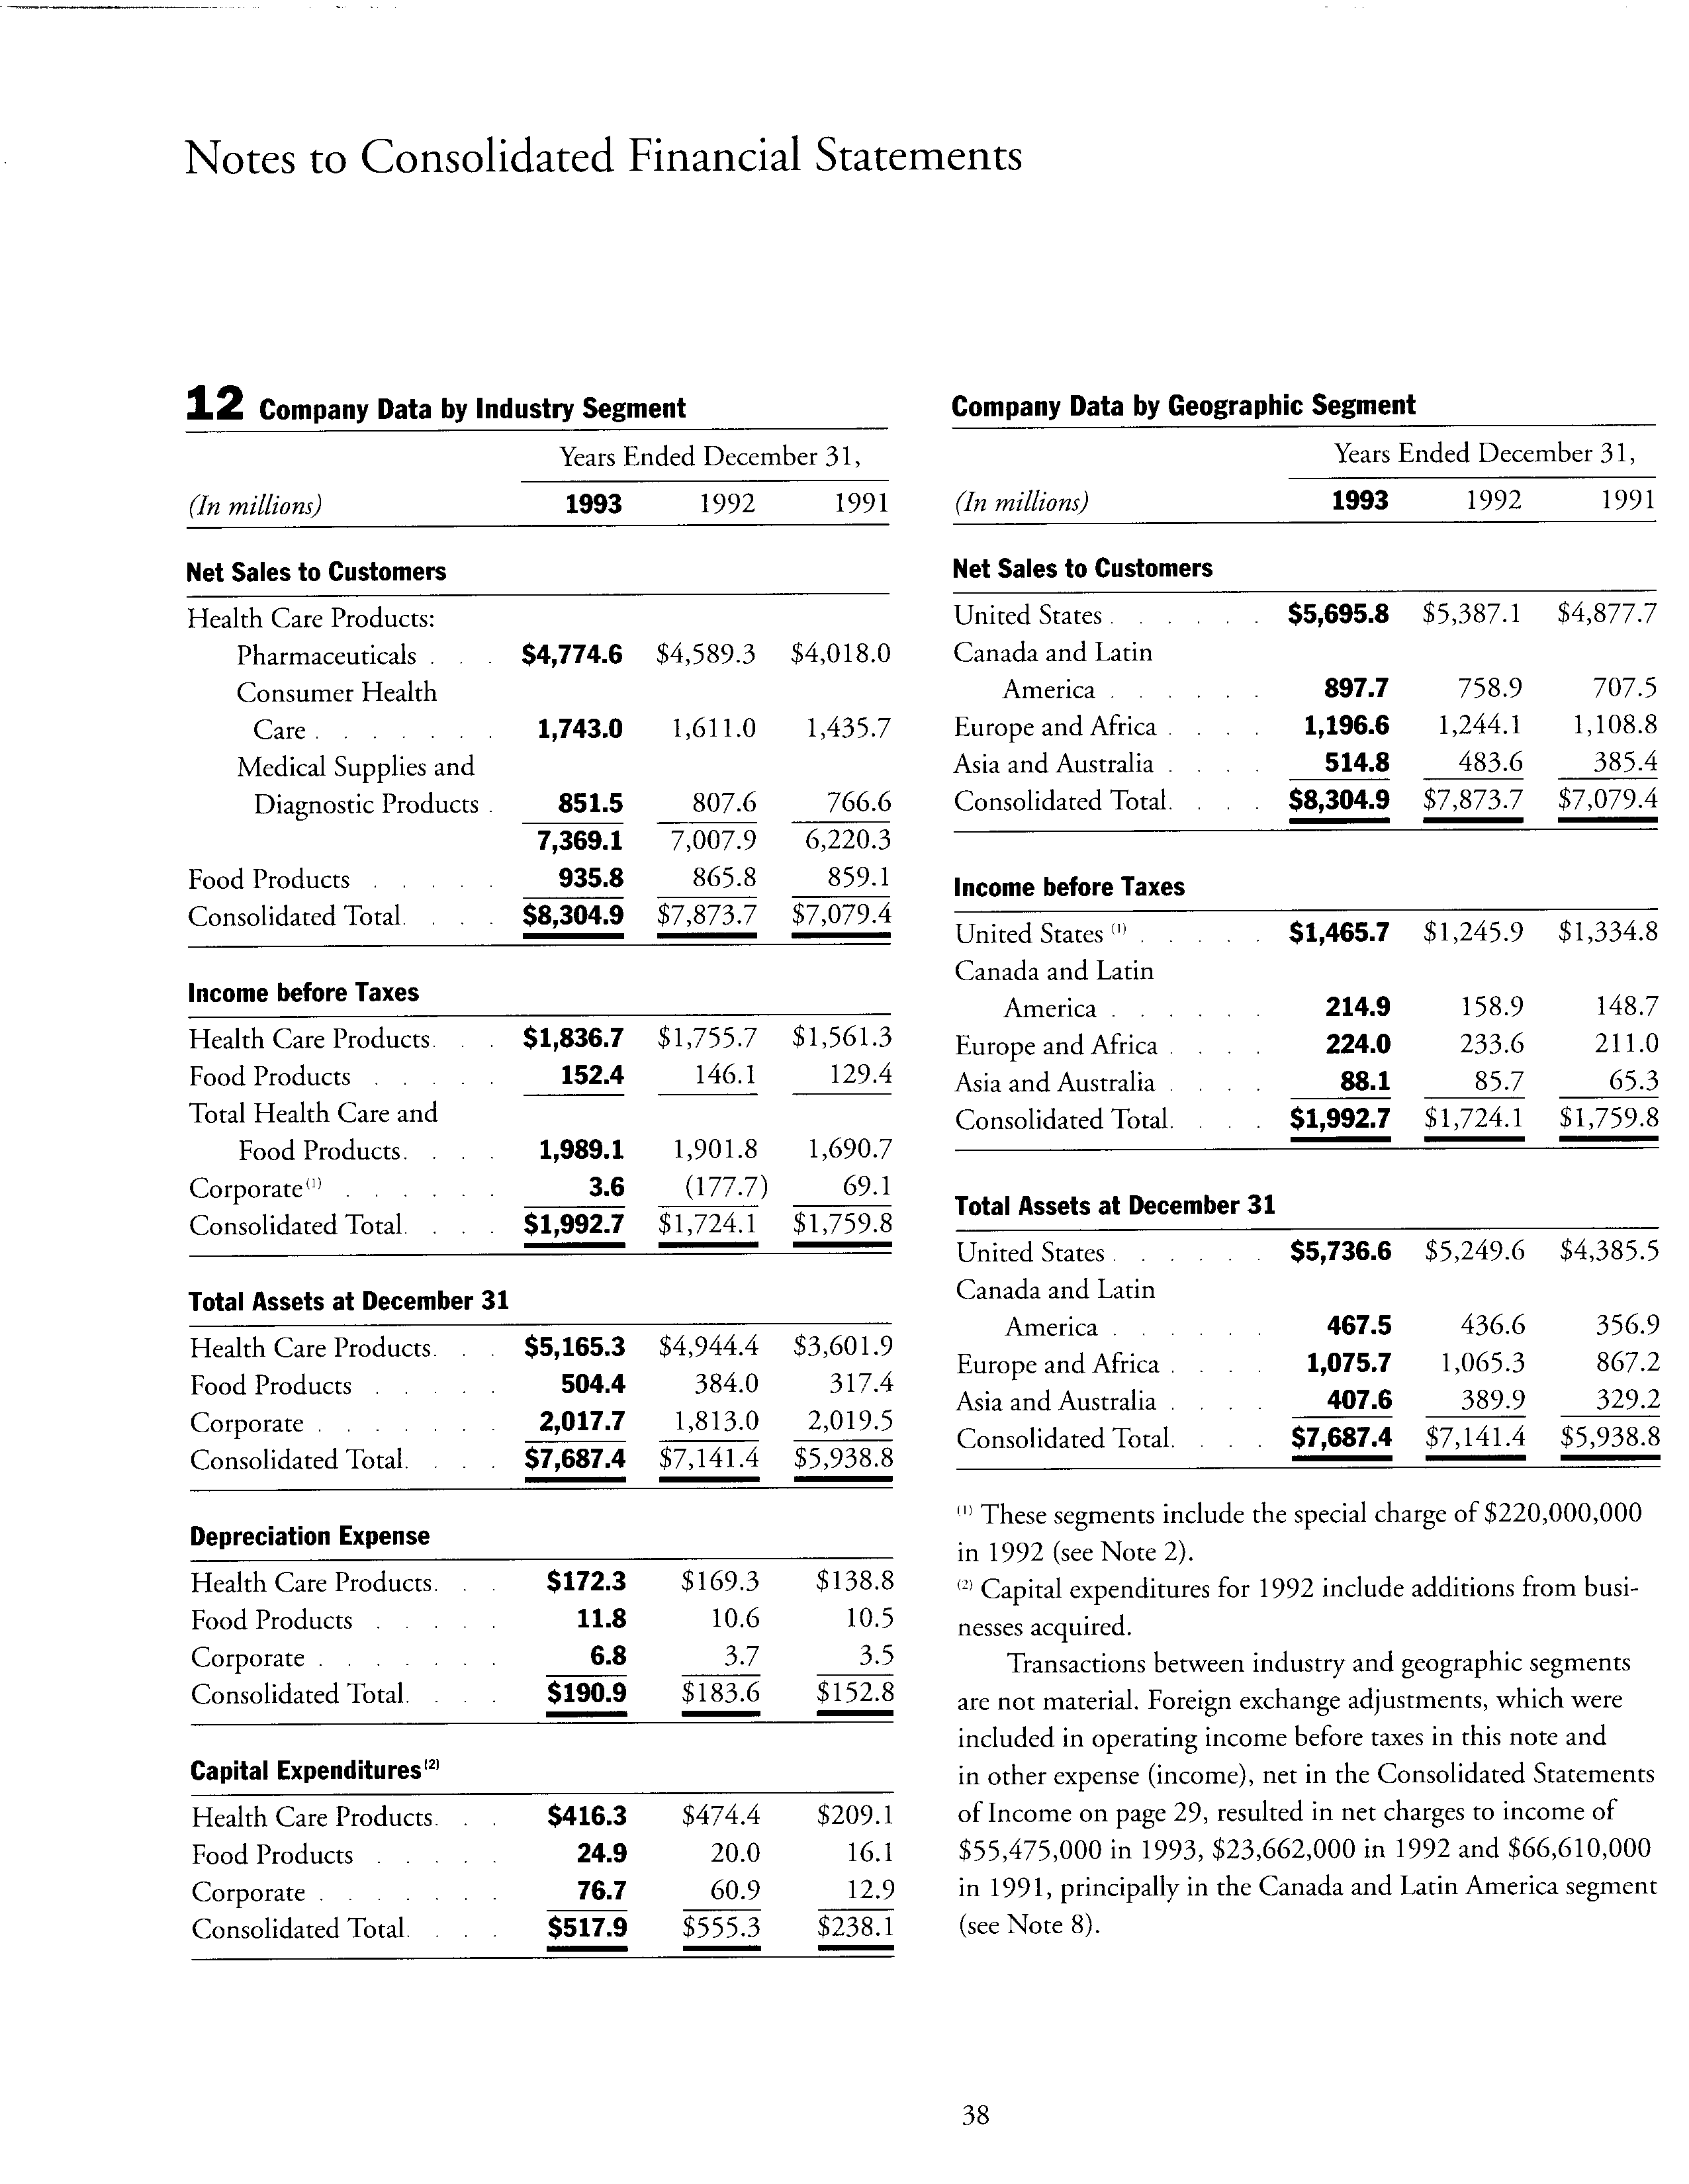 Notes to Consolidated Financial Statements
12 Company Data by Industry Segment
Years Ended December 31,
(In millions) 1993 1992 1991
Net Sales to Customers
Health Care Products:
Pharmaceuticals . . . $4,774.6 $4,589.3 $4,018.0
Consumer Health
Care . . . . . . . 1,743.0 1,611.0 1,435.7
Medical Supplies and
Diagnostic Products . 851.5 807.6 766.6
7,369.1 7,007.9 6,220.3
Food Products . . . . . 935.8 865.8 859.1
Consolidated Total. . . . $8,304.9 $7,873.7 $7,079.4
Income before Taxes
Health Care Products. . . $1,836.7 $1,755.7 $1,561.3
Food Products . . . . . 152.4 146.1 129.4
Total Health Care and
Food Products. . . . 1,989.1 1,901.8 1,690.7
Corporate(1) . . . . . . 3.6 (177.7) 69.1
Consolidated Total. . . . $1,992.7 $1,724.1 $1,759.8
Total Assets at December 31
Health Care Products. . . $5,165.3 $4,944.4 $3,601.9
Food Products . . . . . 504.4 384.0 317.4
Corporate . . . . . . . 2,017.7 1,813.0 2,019.5
Consolidated Total. . . . $7,687.4 $7,141.4 $5,938.8
Depreciation Expense
Health Care Products. . . $172.3 $169.3 $138.8
Food Products . . . . . 11.8 10.6 10.5
Corporate . . . . . . . 6.8 3.7 3.5
Consolidated Total. . . . $190.9 $183.6 $152.8
Capital Expenditures(2)
Health Care Products. . . $416.3 $474.4 $209.1
Food Products . . . . . 24.9 20.0 16.1
Corporate . . . . . . . 76.7 60.9 12.9
Consolidated Total. . . . $517.9 $555.3 $238.1
Company Data by Geographic Segment
Years Ended December 31,
(In millions) 1993 1992 1991
Net Sales to Customers
United States . . . . . . $5,695.8 $5,387.1 $4,877.7
Canada and Latin
America . . . . . . 897.7 758.9 707.5
Europe and Africa . . . . 1,196.6 1,244.1 1,108.8
Asia and Australia . . . . 514.8 483.6 385.4
Consolidated Total. . . . $8,304.9 $7,873.7 $7,079.4
Income before Taxes
United States (1) . . . . . $1,465.7 $1,245.9 $1,334.8
Canada and Latin
America . . . . . . 214.9 158.9 148.7
Europe and Africa . . . . 224.0 233.6 211.0
Asia and Australia . . . . 88.1 85.7 65.3
Consolidated Total. . . . $1,992.7 $1,724.1 $1,759.8
Total Assets at December 31
United States . . . . . . $5,736.6 $5,249.6 $4,385.5
Canada and Latin
America . . . . . . 467.5 436.6 356.9
Europe and Africa . . . . 1,075.7 1,065.3 867.2
Asia and Australia . . . . 407.6 389.9 329.2
Consolidated Total. . . . $7,687.4 $7,141.4 $5,938.8
(1) These segments include the special charge of $220,000,000
in 1992 (see Note 2).
(2) Capital expenditures for 1992 include additions from busi-
nesses acquired.
Transactions between industry and geographic segments
are not material. Foreign exchange adjustments, which were
included in operating income before taxes in this note and
in other expense (income), net in the Consolidated Statements
of Income on page 29, resulted in net charges to income of
$55,475,000 in 1993, $23,662,000 in 1992 and $66,610,000
in 1991, principally in the Canada and Latin America segment
(see Note 8).
38